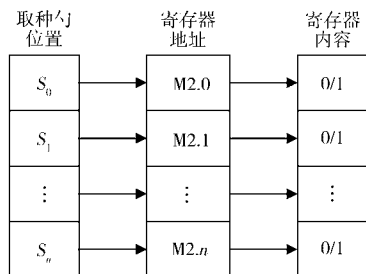 取种勺 寄存器 寄存器
位置 地址 内容
S₀ M2.0 0/1
S₁ M2.1 0/1
⋮ ⋮ ⋮
Sₙ M2.n 0/1